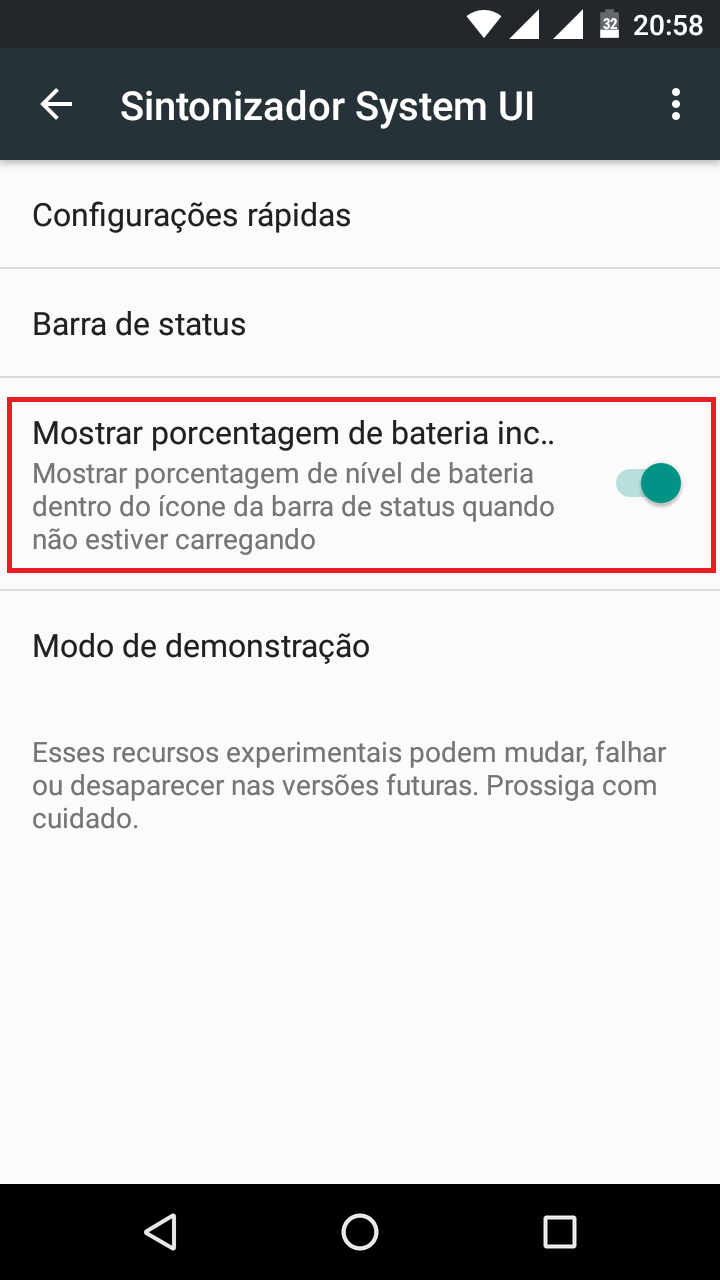 32 20:58
Sintonizador System UI
Configurações rápidas
Barra de status
Mostrar porcentagem de bateria inc..
Mostrar porcentagem de nível de bateria
dentro do ícone da barra de status quando
não estiver carregando
Modo de demonstração
Esses recursos experimentais podem mudar, falhar
ou desaparecer nas versões futuras. Prossiga com
cuidado.